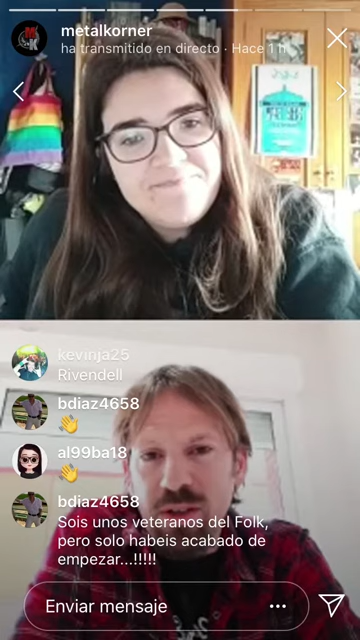 metalkorner
ha transmitido en directo · Hace 1 h
kevinja25
Rivendell
bdiaz4658
👋
al99ba18
👋
bdiaz4658
Sois unos veteranos del Folk,
pero solo habeis acabado de
empezar...!!!!!
Enviar mensaje